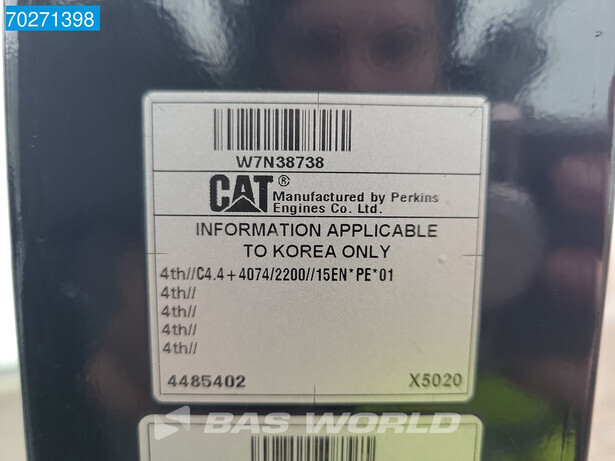 70271398
W7N38738
CAT® Manufactured by Perkins
Engines Co. Ltd.
INFORMATION APPLICABLE
TO KOREA ONLY
4th//C4.4+4074/2200//15EN*PE*01
4th//
4th//
4th//
4th//
4485402 X5020
BAS WORLD